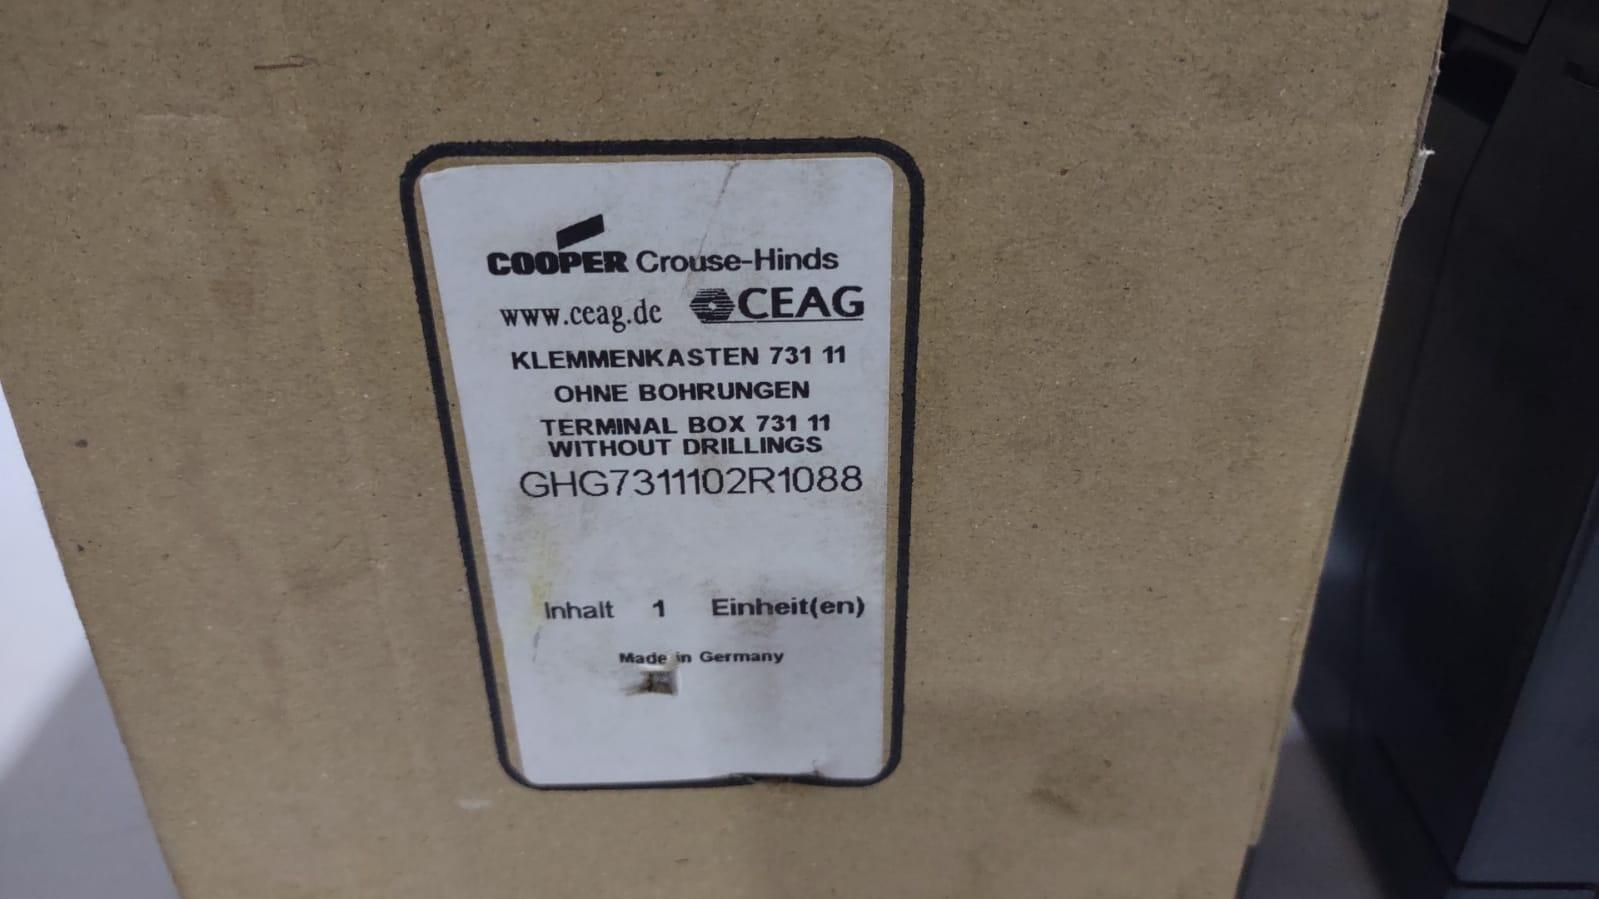 COOPER Crouse-Hinds
www.ceag.de CEAG
KLEMMENKASTEN 731 11
OHNE BOHRUNGEN
TERMINAL BOX 731 11
WITHOUT DRILLINGS
GHG7311102R1088
Inhalt 1 Einheit(en)
Made in Germany